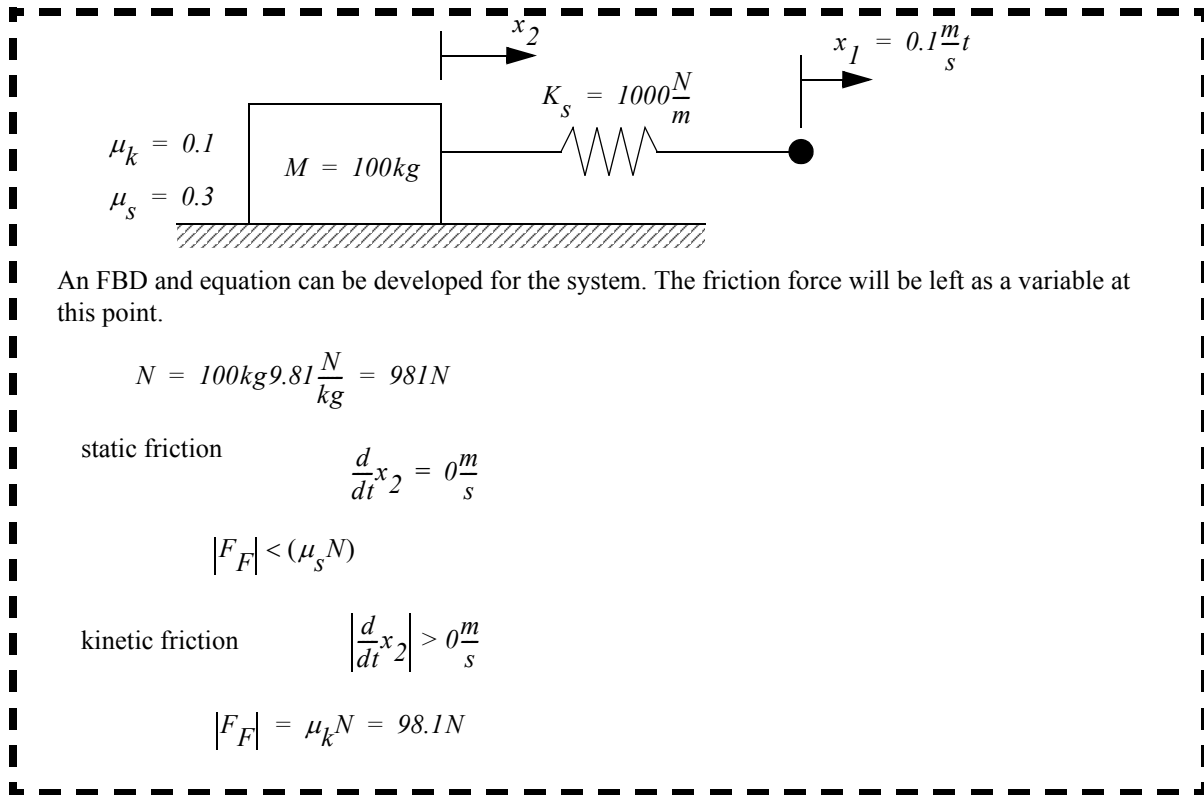 x₂
x₁ = 0.1 m/s t
Kₛ = 1000 N/m
μₖ = 0.1
M = 100kg
μₛ = 0.3
An FBD and equation can be developed for the system. The friction force will be left as a variable at
this point.
N = 100kg9.81 N/kg = 981N
static friction
d/dt x₂ = 0 m/s
|F_F| < (μₛN)
kinetic friction
|d/dt x₂| > 0 m/s
|F_F| = μₖN = 98.1N